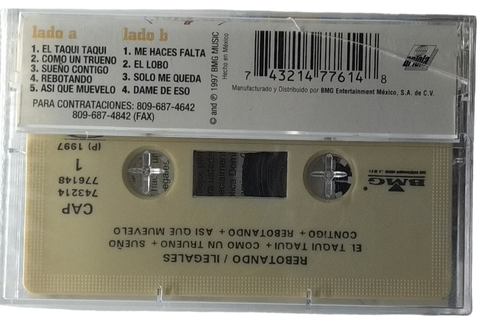 lado a
1. EL TAQUI TAQUI
2. COMO UN TRUENO
3. SUEÑO CONTIGO
4. REBOTANDO
5. ASI QUE MUEVELO
lado b
1. ME HACES FALTA
2. EL LOBO
3. SOLO ME QUEDA
4. DAME DE ESO
PARA CONTRATACIONES: 809-687-4642
809-687-4842 (FAX)
© and ℗ 1997 BMG MUSIC
Hecho en México
7 43214 77614 8
Manufacturado y Distribuido por BMG Entertainment México, S.A. de C.V.
REBOTANDO / ILEGALES
EL TAQUI TAQUI + COMO UN TRUENO + SUEÑO
CONTIGO + REBOTANDO + ASI QUE MUEVELO
CAP
743214
776148
1
(P) 1997
BMG